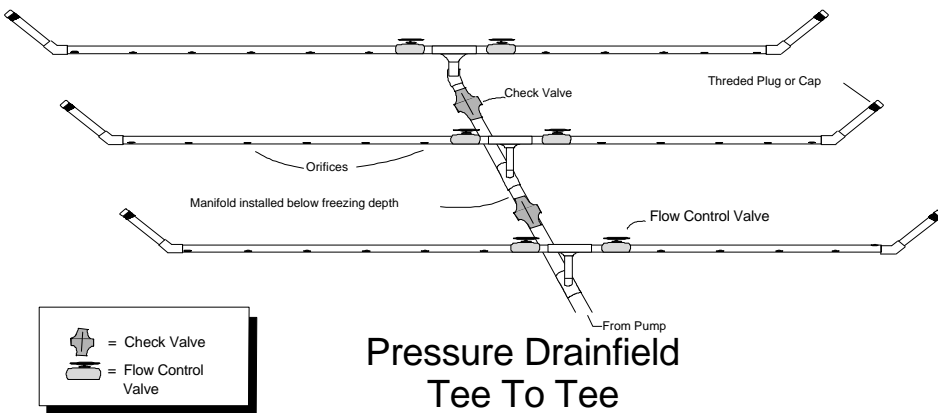 Check Valve
Threded Plug or Cap
Orifices
Manifold installed below freezing depth
Flow Control Valve
From Pump
= Check Valve
= Flow Control
Valve
Pressure Drainfield
Tee To Tee